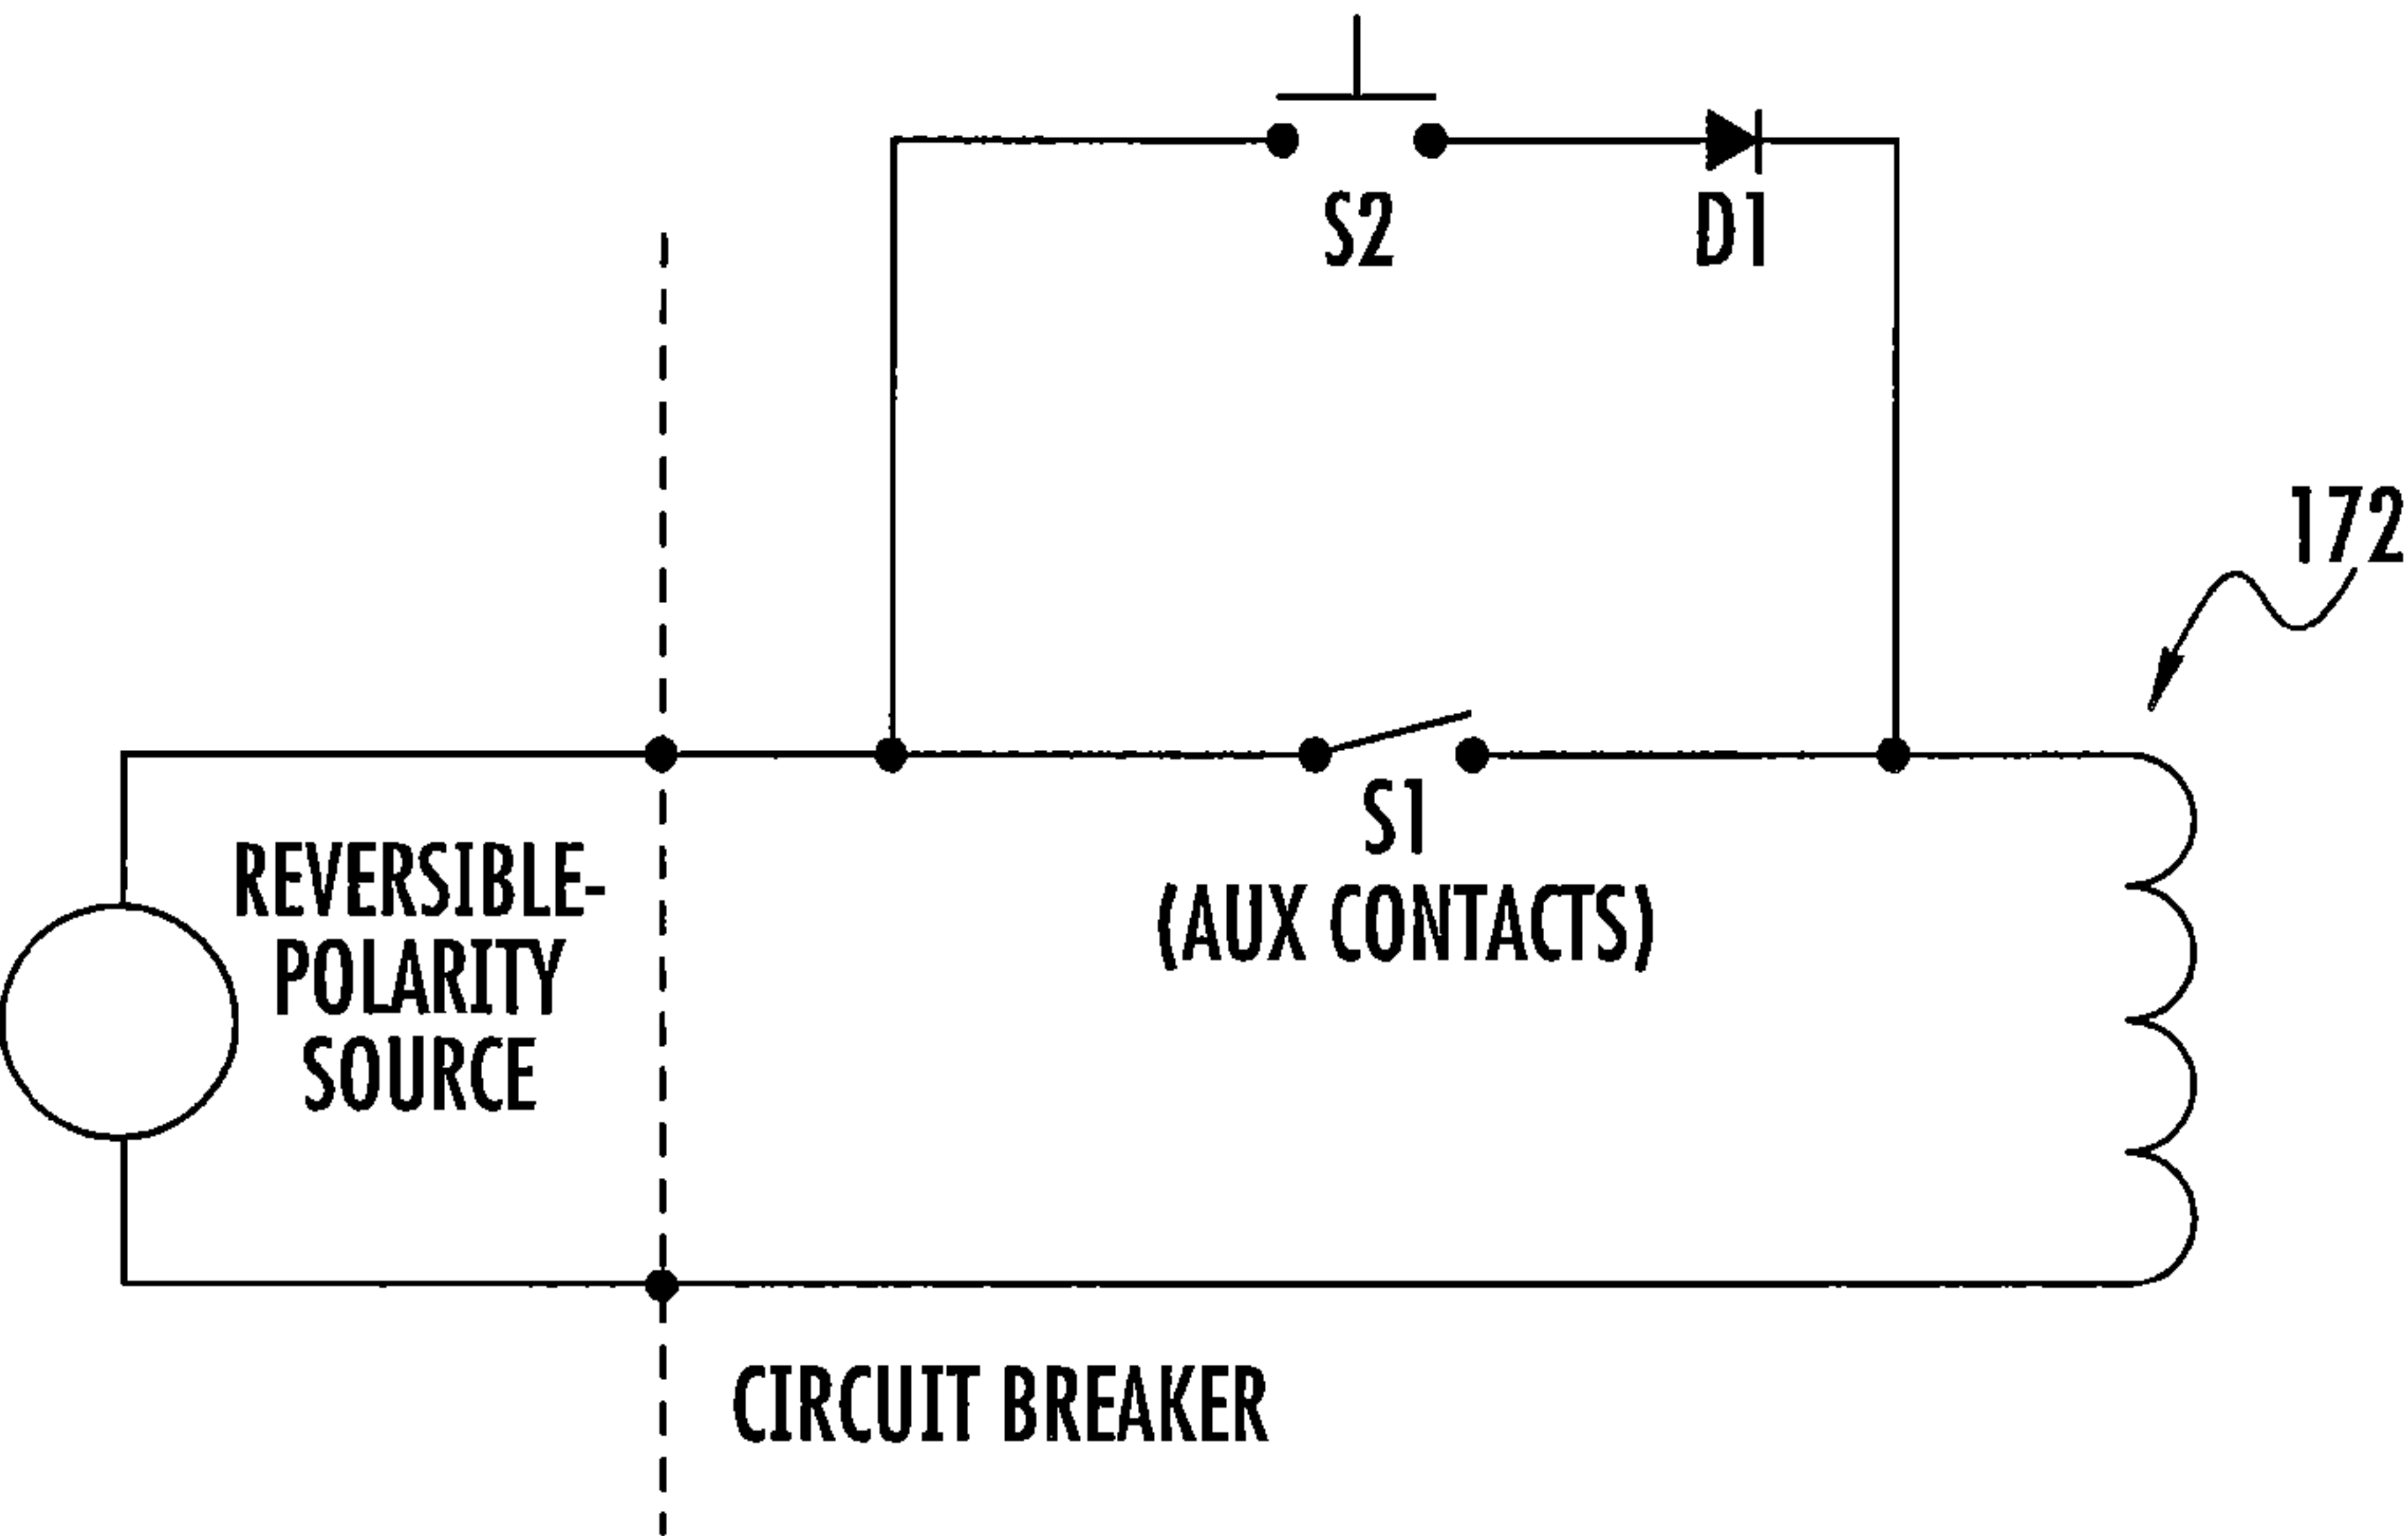 S2
D1
172
S1
(AUX CONTACTS)
REVERSIBLE-
POLARITY
SOURCE
CIRCUIT BREAKER